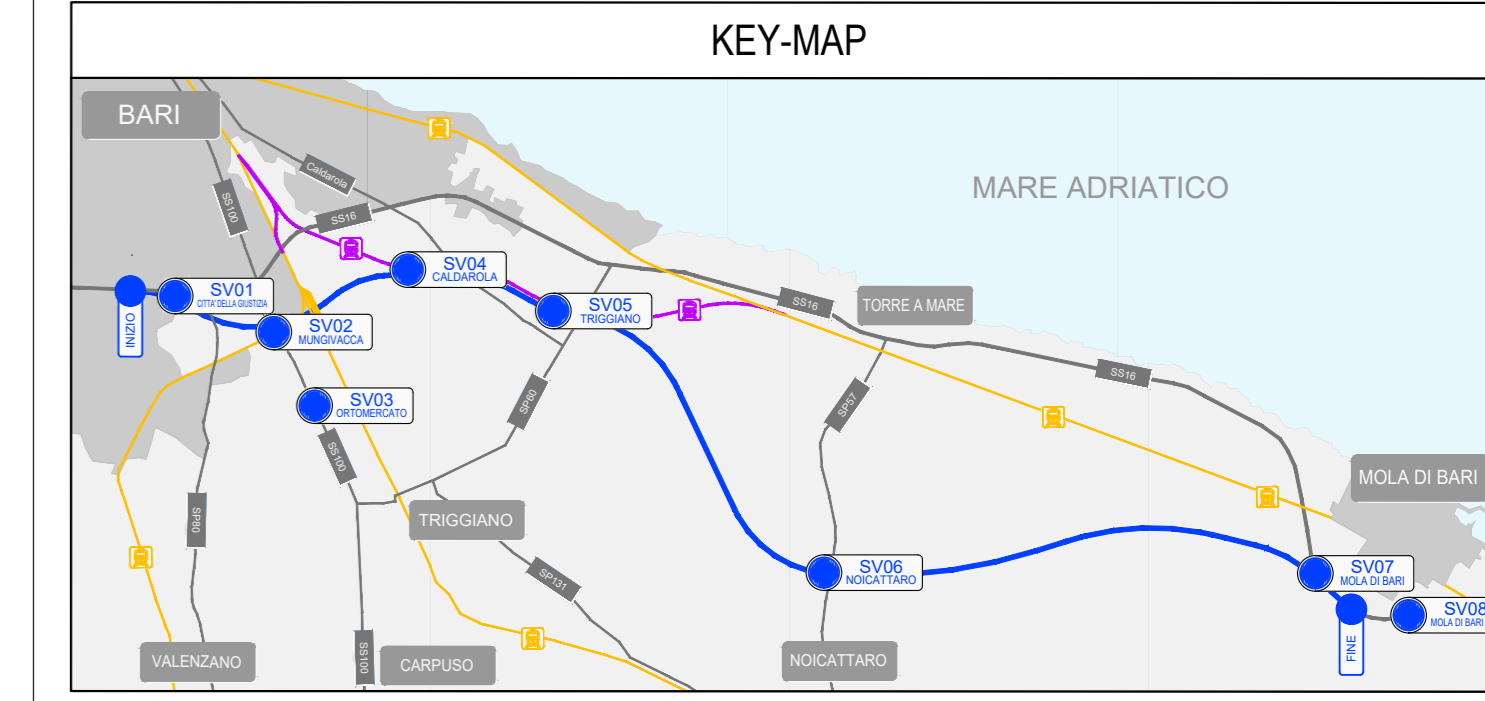 KEY-MAP
BARI
MARE ADRIATICO
Caldarola
SS100
SS16
SV04
CALDAROLA
SV01
CITTA' DELLA GIUSTIZIA
SV05
TRIGGIANO
SS16
TORRE A MARE
INIZIO
SV02
MUNGIVACCA
SS16
SP60
SP57
SV03
ORTOMERCATO
SS100
MOLA DI BARI
SP80
TRIGGIANO
SP131
SV06
NOICATTARO
SV07
MOLA DI BARI
SV08
MOLA DI BARI
FINE
VALENZANO
SS100
CARPUSO
NOICATTARO